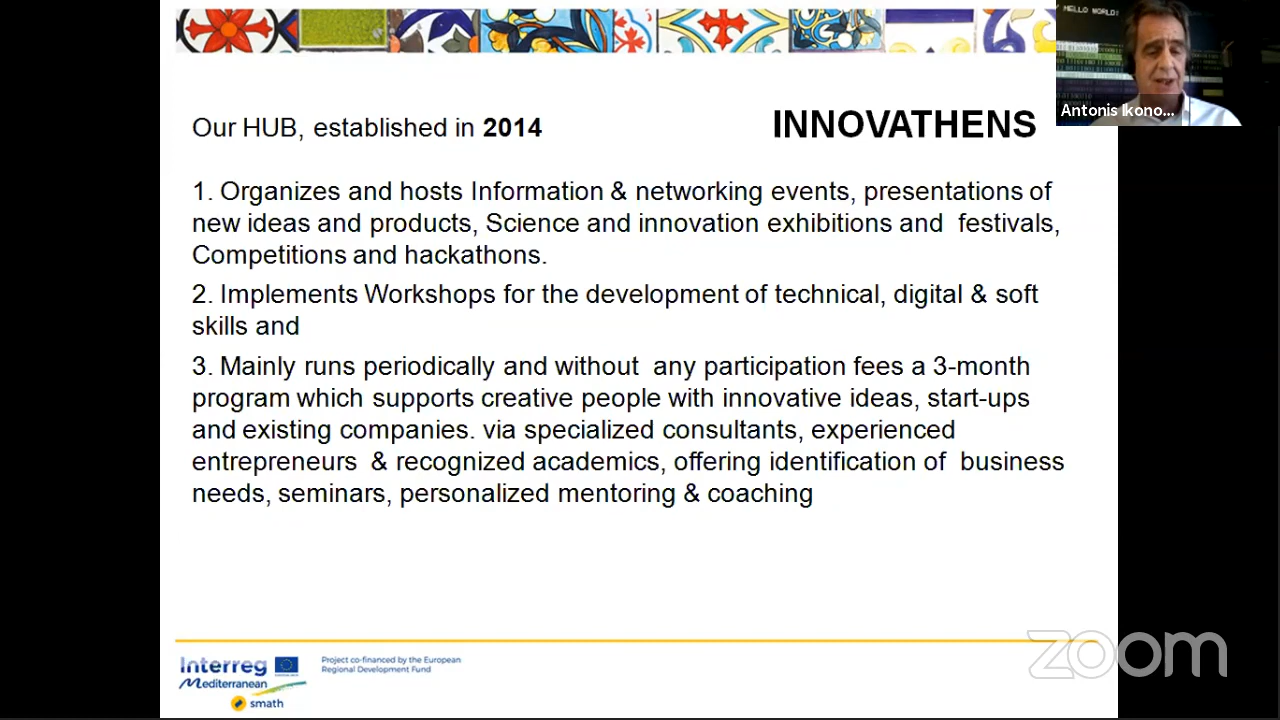 HELLO WORLD!
Antonis Ikono...
Our HUB, established in 2014
INNOVATHENS
1. Organizes and hosts Information & networking events, presentations of
new ideas and products, Science and innovation exhibitions and festivals,
Competitions and hackathons.
2. Implements Workshops for the development of technical, digital & soft
skills and
3. Mainly runs periodically and without any participation fees a 3-month
program which supports creative people with innovative ideas, start-ups
and existing companies. via specialized consultants, experienced
entrepreneurs & recognized academics, offering identification of business
needs, seminars, personalized mentoring & coaching
Interreg
Mediterranean
smath
Project co-financed by the European
Regional Development Fund
zoom